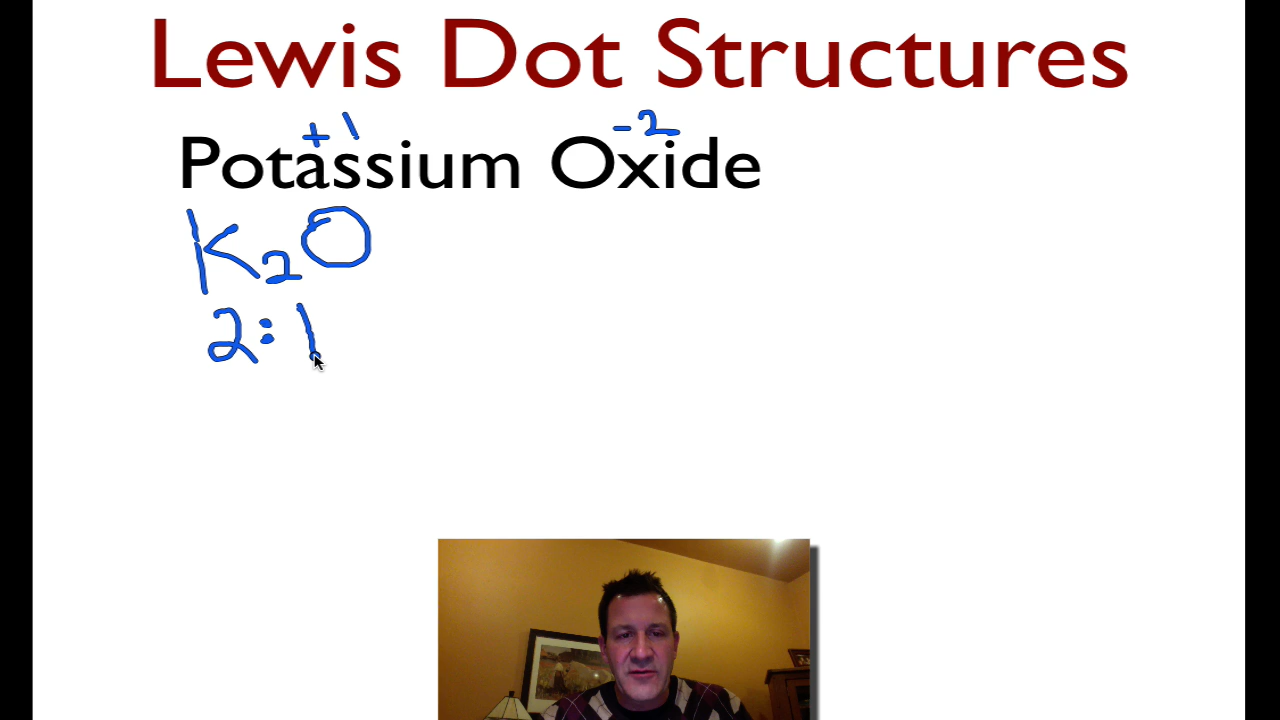 Lewis Dot Structures
+1 -2
Potassium Oxide
K₂O
2:1